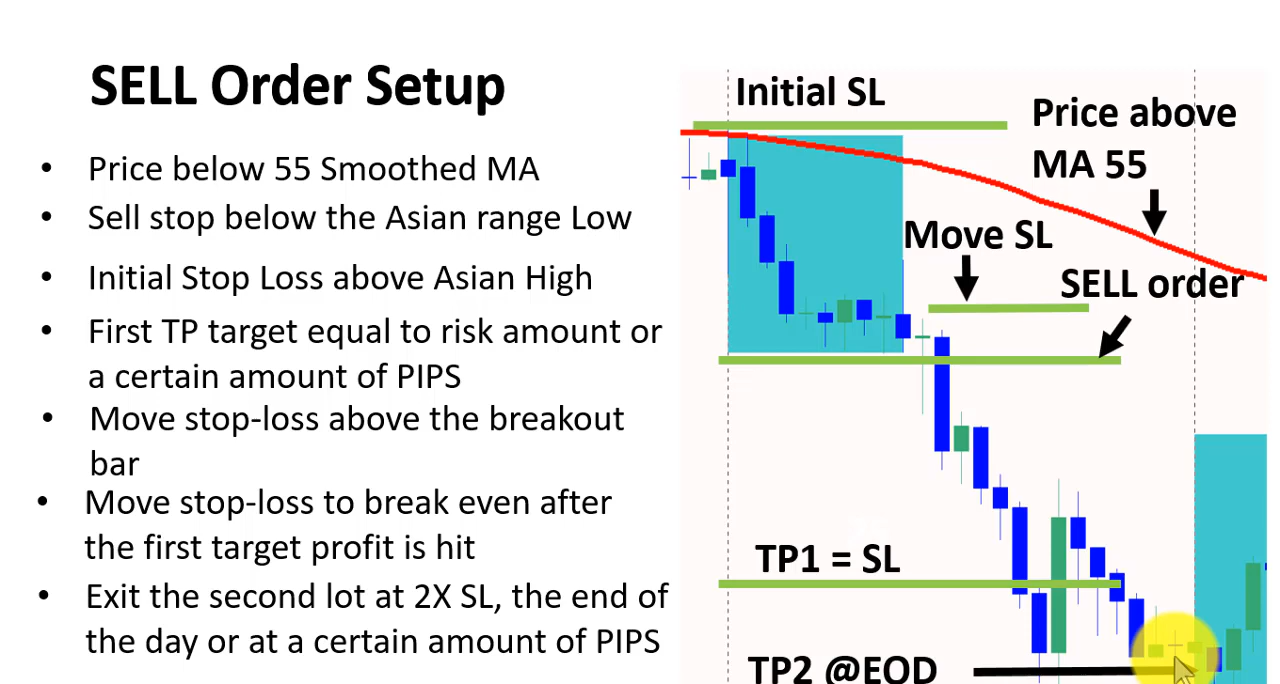 SELL Order Setup
• Price below 55 Smoothed MA
• Sell stop below the Asian range Low
• Initial Stop Loss above Asian High
• First TP target equal to risk amount or
a certain amount of PIPS
• Move stop-loss above the breakout
bar
• Move stop-loss to break even after
the first target profit is hit
• Exit the second lot at 2X SL, the end of
the day or at a certain amount of PIPS
Initial SL
Price above
MA 55
Move SL
SELL order
TP1 = SL
TP2 @EOD